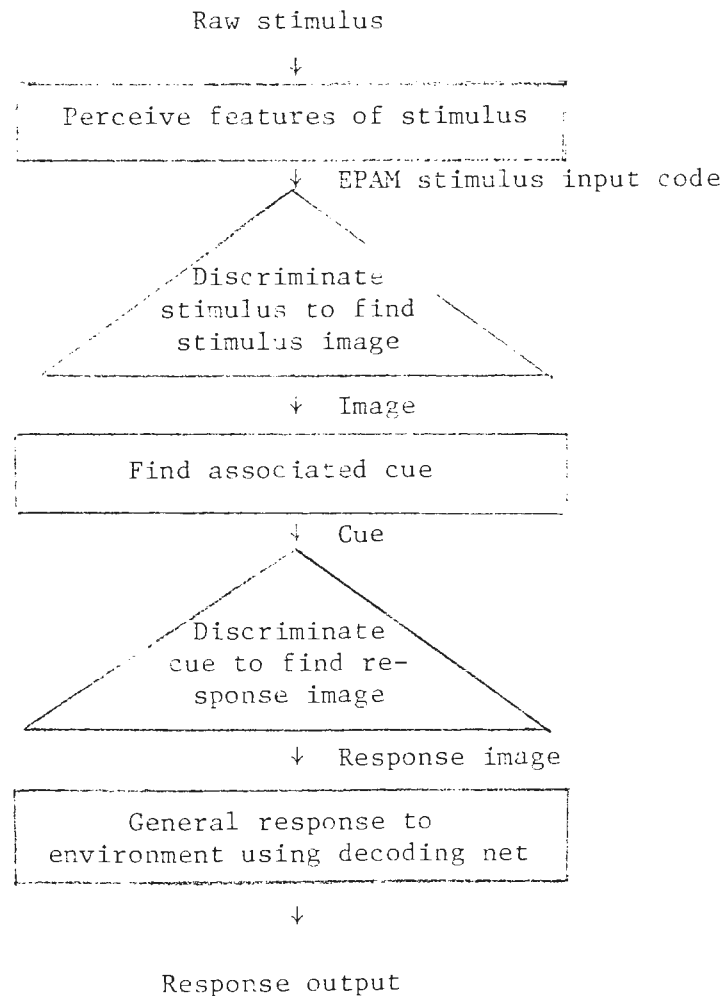 Raw stimulus
↓
Perceive features of stimulus
↓ EPAM stimulus input code
Discriminate
stimulus to find
stimulus image
↓ Image
Find associated cue
↓ Cue
Discriminate
cue to find re-
sponse image
↓ Response image
General response to
environment using decoding net
↓
Response output